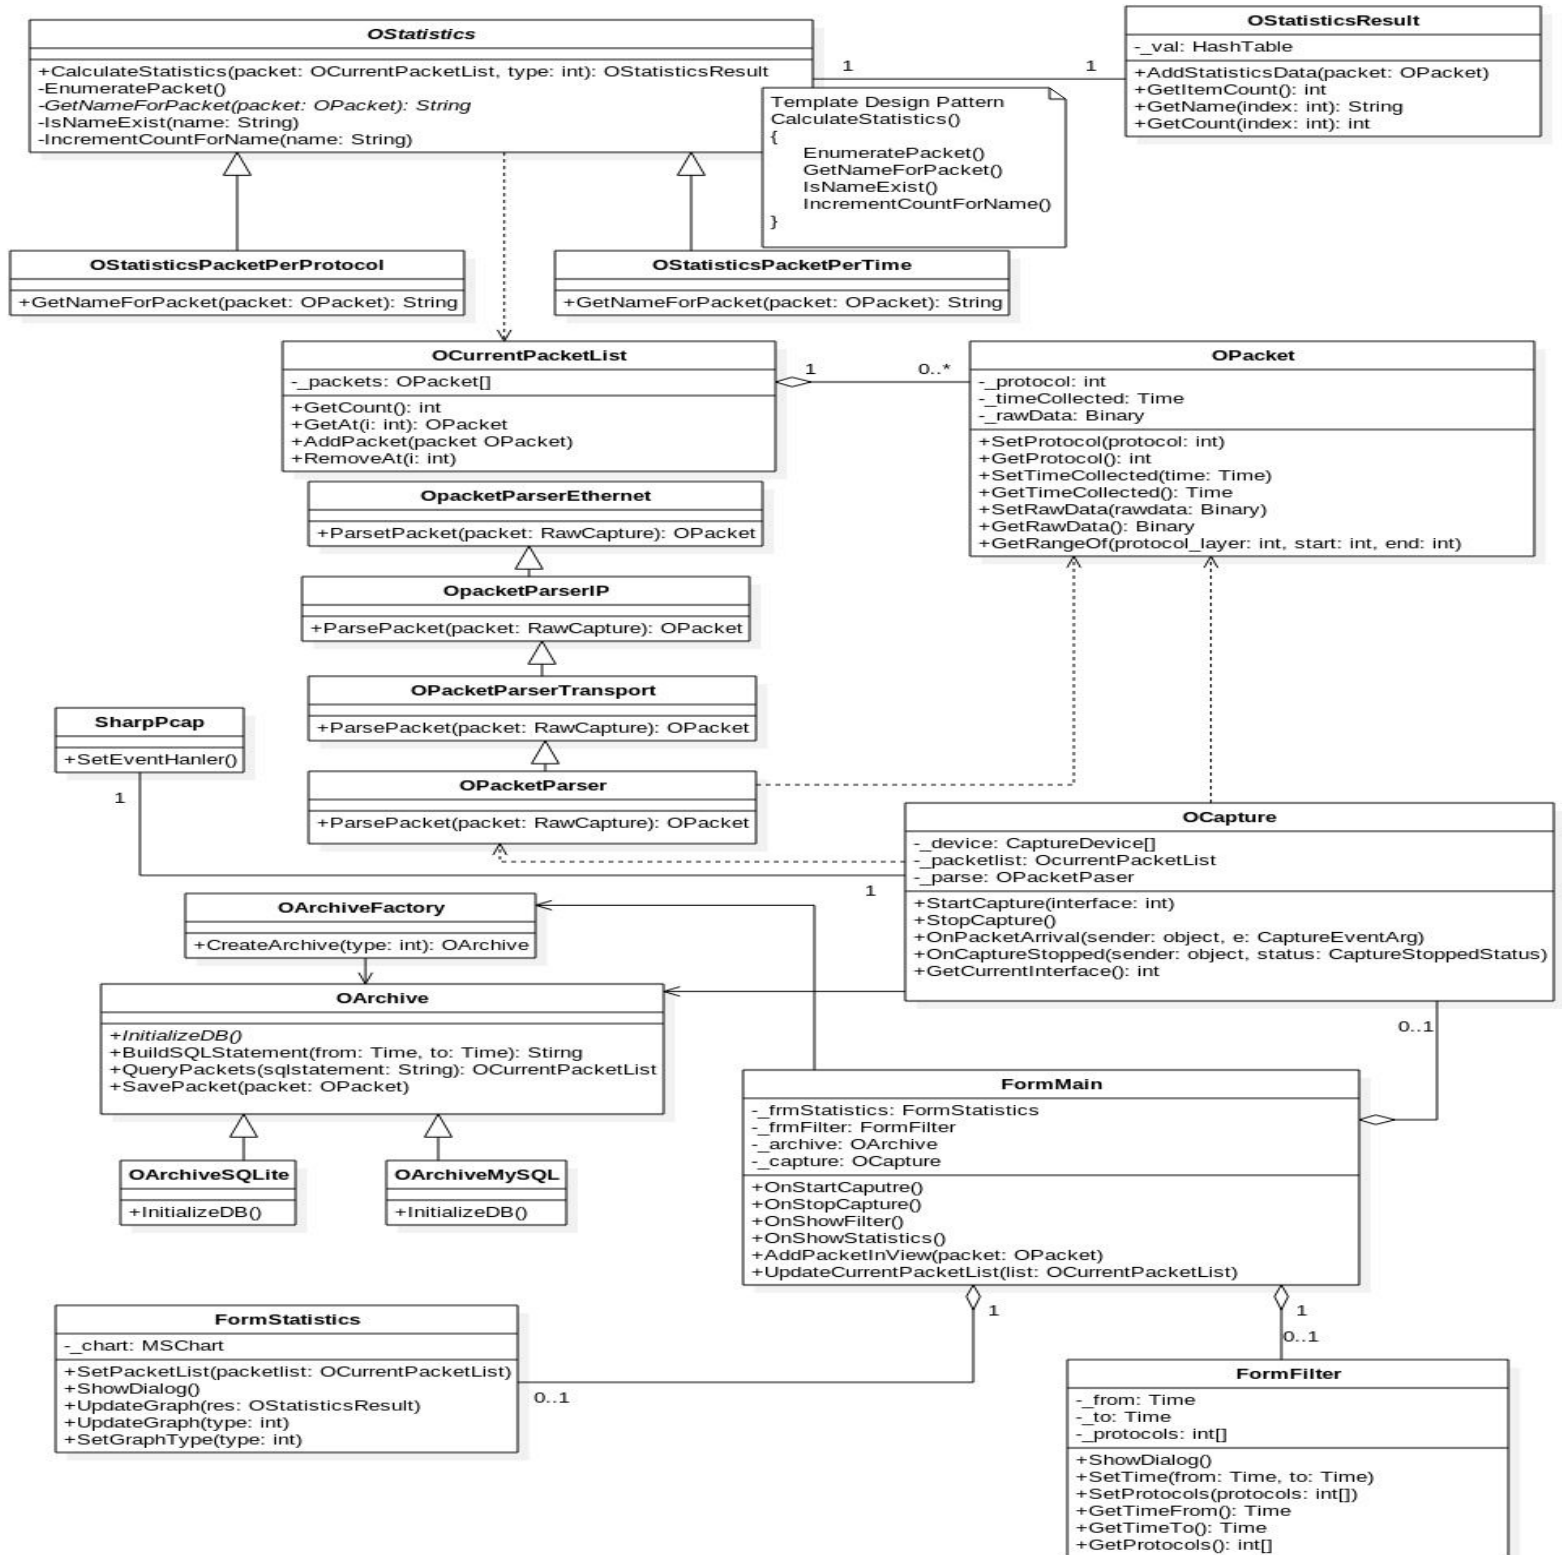 OStatistics
+CalculateStatistics(packet: OCurrentPacketList, type: int): OStatisticsResult
-EnumeratePacket()
-GetNameForPacket(packet: OPacket): String
-IsNameExist(name: String)
-IncrementCountForName(name: String)
1
1
OStatisticsResult
-_val: HashTable
+AddStatisticsData(packet: OPacket)
+GetItemCount(): int
+GetName(index: int): String
+GetCount(index: int): int
Template Design Pattern
CalculateStatistics()
{
EnumeratePacket()
GetNameForPacket()
IsNameExist()
IncrementCountForName()
}
OStatisticsPacketPerProtocol
+GetNameForPacket(packet: OPacket): String
OStatisticsPacketPerTime
+GetNameForPacket(packet: OPacket): String
OCurrentPacketList
-_packets: OPacket[]
+GetCount(): int
+GetAt(i: int): OPacket
+AddPacket(packet OPacket)
+RemoveAt(i: int)
1
0..*
OPacket
-_protocol: int
-_timeCollected: Time
-_rawData: Binary
+SetProtocol(protocol: int)
+GetProtocol(): int
+SetTimeCollected(time: Time)
+GetTimeCollected(): Time
+SetRawData(rawdata: Binary)
+GetRawData(): Binary
+GetRangeOf(protocol_layer: int, start: int, end: int)
OpacketParserEthernet
+ParsetPacket(packet: RawCapture): OPacket
OpacketParserIP
+ParsePacket(packet: RawCapture): OPacket
OPacketParserTransport
+ParsePacket(packet: RawCapture): OPacket
SharpPcap
+SetEventHanler()
1
OPacketParser
+ParsePacket(packet: RawCapture): OPacket
OCapture
-_device: CaptureDevice[]
-_packetlist: OcurrentPacketList
-_parse: OPacketPaser
+StartCapture(interface: int)
+StopCapture()
+OnPacketArrival(sender: object, e: CaptureEventArg)
+OnCaptureStopped(sender: object, status: CaptureStoppedStatus)
+GetCurrentInterface(): int
1
0..1
OArchiveFactory
+CreateArchive(type: int): OArchive
OArchive
+InitializeDB()
+BuildSQLStatement(from: Time, to: Time): Stirng
+QueryPackets(sqlstatement: String): OCurrentPacketList
+SavePacket(packet: OPacket)
OArchiveSQLite
+InitializeDB()
OArchiveMySQL
+InitializeDB()
FormMain
-_frmStatistics: FormStatistics
-_frmFilter: FormFilter
-_archive: OArchive
-_capture: OCapture
+OnStartCaputre()
+OnStopCapture()
+OnShowFilter()
+OnShowStatistics()
+AddPacketInView(packet: OPacket)
+UpdateCurrentPacketList(list: OCurrentPacketList)
1
1
0..1
0..1
FormStatistics
-_chart: MSChart
+SetPacketList(packetlist: OCurrentPacketList)
+ShowDialog()
+UpdateGraph(res: OStatisticsResult)
+UpdateGraph(type: int)
+SetGraphType(type: int)
FormFilter
-_from: Time
-_to: Time
-_protocols: int[]
+ShowDialog()
+SetTime(from: Time, to: Time)
+SetProtocols(protocols: int[])
+GetTimeFrom(): Time
+GetTimeTo(): Time
+GetProtocols(): int[]